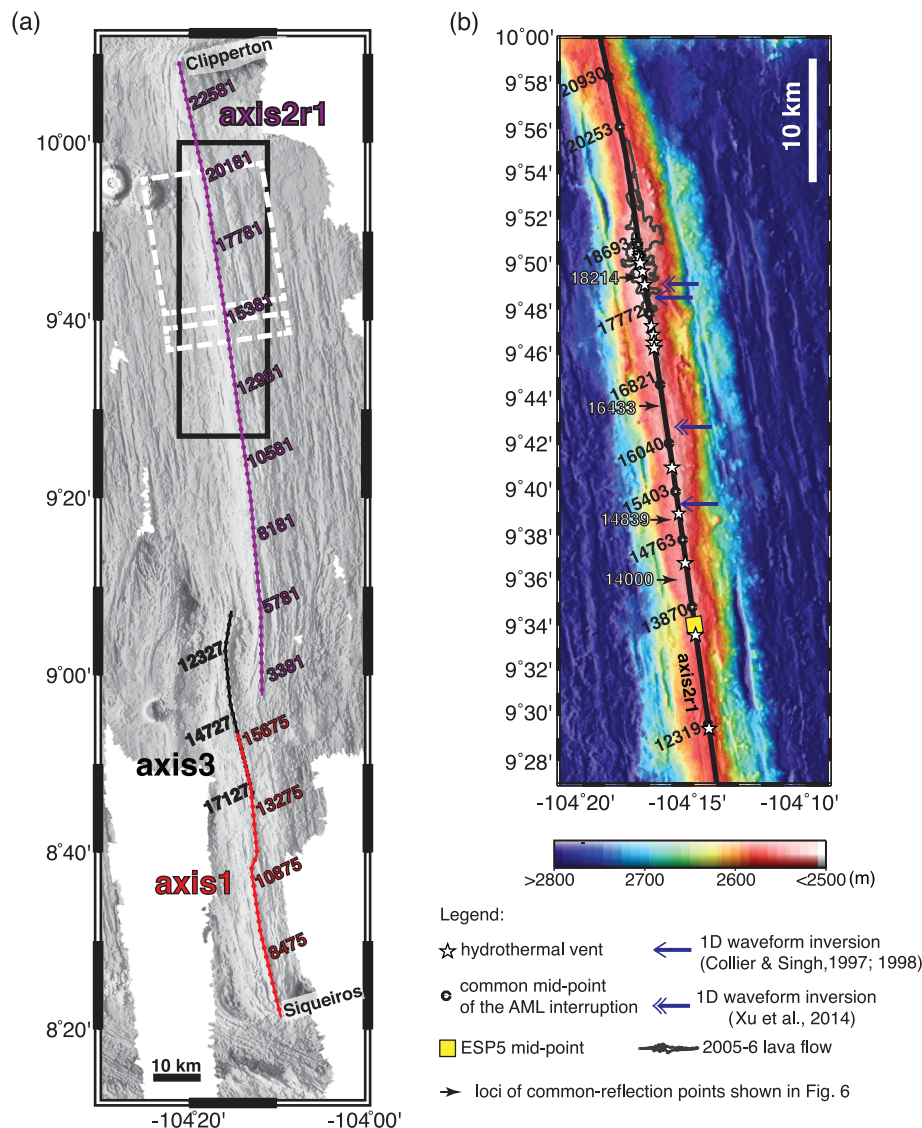 (a)
Clipperton
22581
axis2r1
10˚00'
20181
17781
15381
9˚40'
12981
10581
9˚20'
8181
5781
12327
9˚00'
3381
14727
15675
axis3
17127
13275
8˚40'
axis1
10875
8475
Siqueiros
8˚20'
10 km
-104˚20' -104˚00'
(b)
10˚00'
9˚58'
20930
10 km
9˚56'
20253
9˚54'
9˚52'
18693
9˚50'
18214
9˚48'
17772
9˚46'
16821
9˚44'
16433
9˚42'
16040
9˚40'
15403
14839
9˚38'
14763
9˚36'
14000
13870
9˚34'
axis2r1
9˚30'
12319
9˚28'
-104˚20' -104˚15' -104˚10'
>2800 2700 2600 <2500 (m)
Legend:
hydrothermal vent
1D waveform inversion
(Collier & Singh,1997; 1998)
common mid-point
of the AML interruption
1D waveform inversion
(Xu et al., 2014)
ESP5 mid-point
2005-6 lava flow
loci of common-reflection points shown in Fig. 6